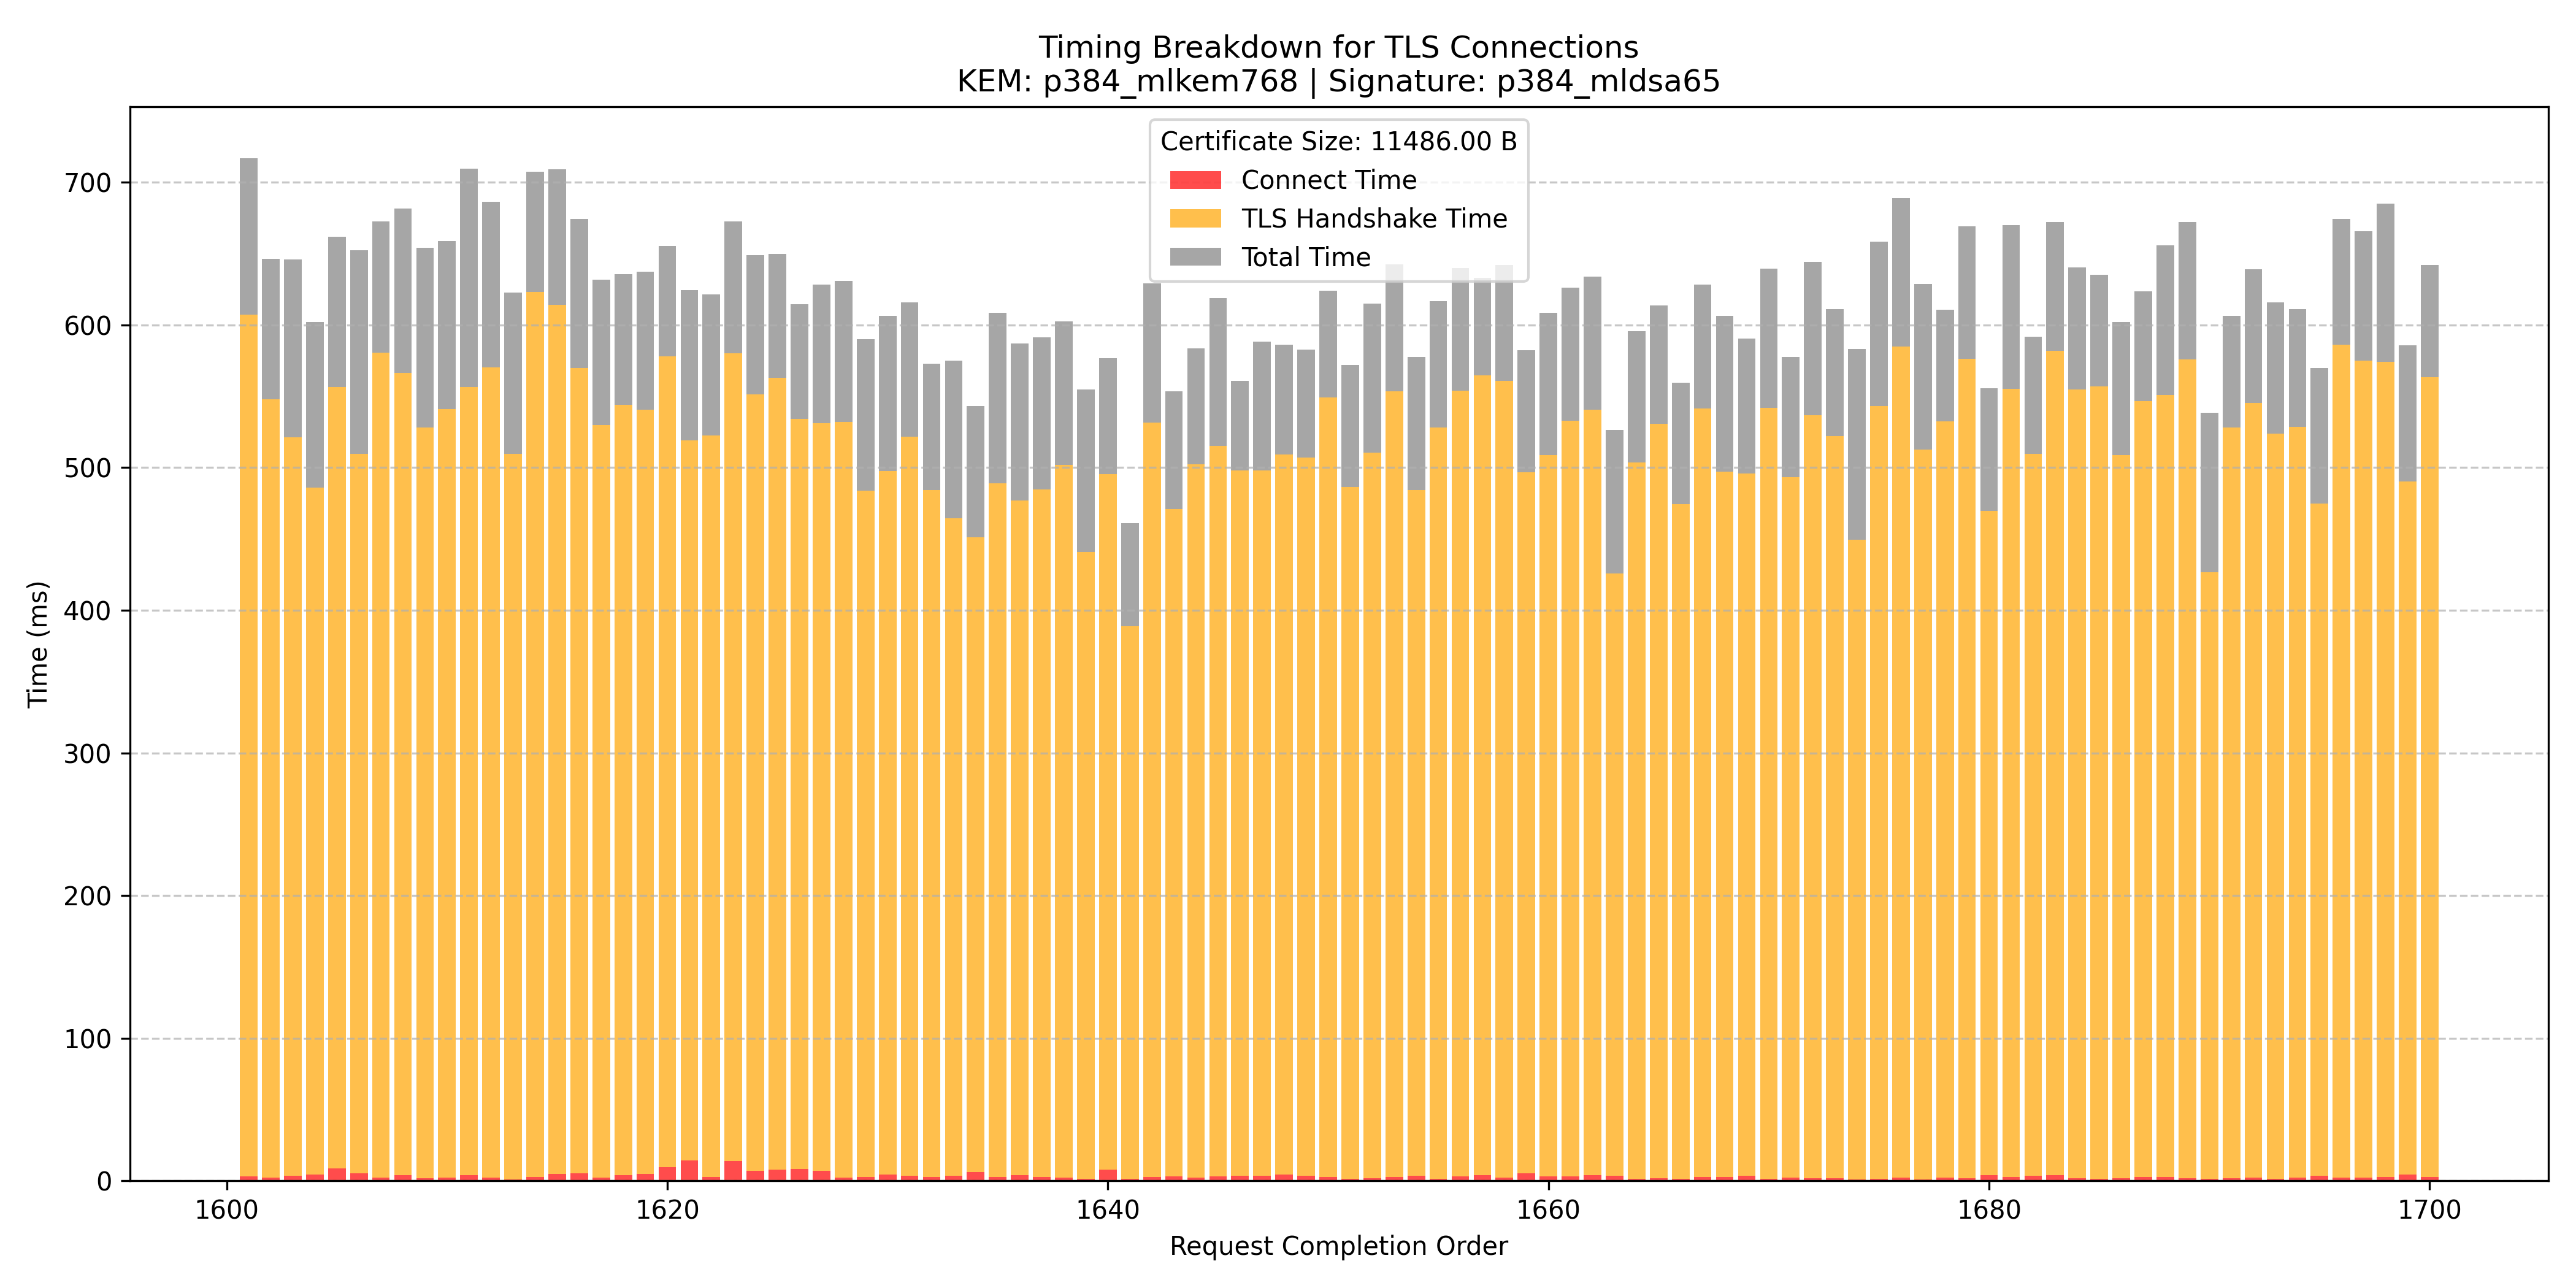 Timing Breakdown for TLS Connections
KEM: p384_mlkem768 | Signature: p384_mldsa65
Certificate Size: 11486.00 B
Connect Time
TLS Handshake Time
Total Time
Time (ms)
700
600
500
400
300
200
100
0
1600 1620 1640 1660 1680 1700
Request Completion Order